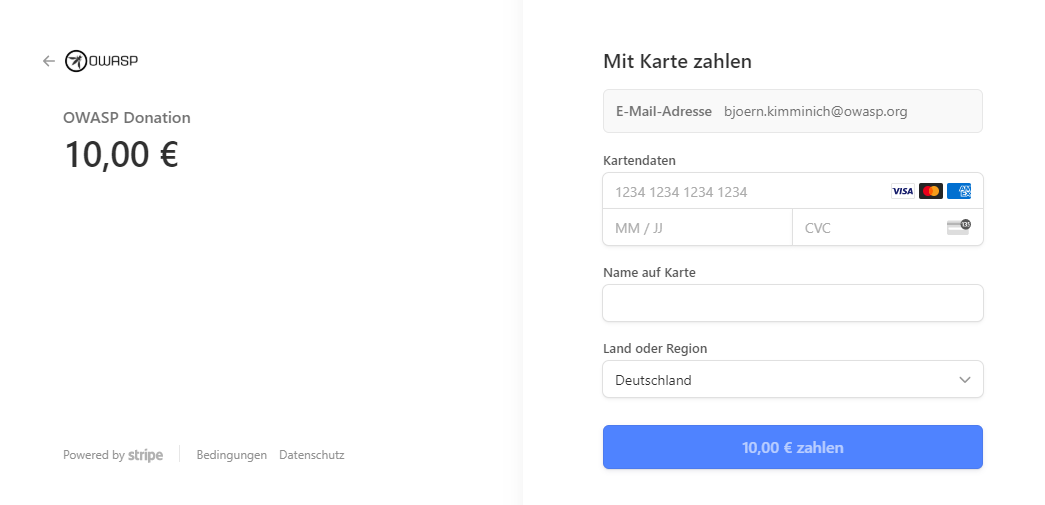 OWASP
OWASP Donation
10,00 €
Powered by stripe
Bedingungen Datenschutz
Mit Karte zahlen
E-Mail-Adresse bjoern.kimminich@owasp.org
Kartendaten
1234 1234 1234 1234 VISA
MM / JJ CVC
Name auf Karte
Land oder Region
Deutschland
10,00 € zahlen